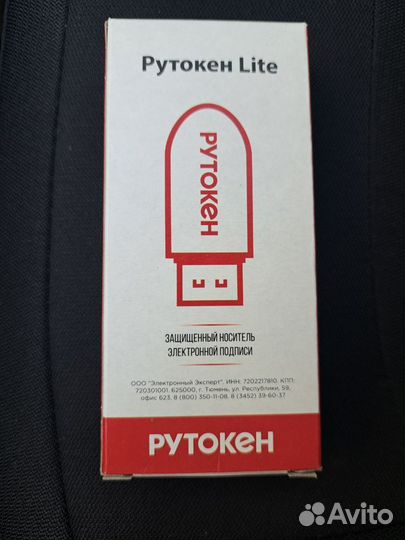 Рутокен Lite
РУТОКЕН
ЗАЩИЩЕННЫЙ НОСИТЕЛЬ
ЭЛЕКТРОННОЙ ПОДПИСИ
ООО "Электронный Эксперт". ИНН: 7202217810. КПП:
720301001. 625000, г. Тюмень, ул. Республики, 59,
офис 623. 8 (800) 350-11-08. 8 (3452) 39-60-37
РУТОКЕН
Avito